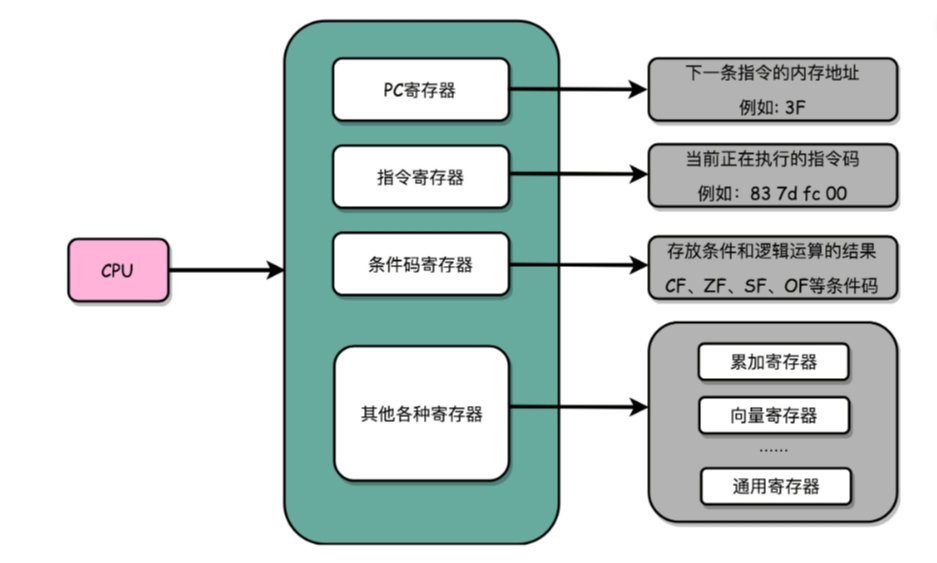 CPU
PC寄存器
下一条指令的内存地址
例如: 3F
指令寄存器
当前正在执行的指令码
例如：83 7d fc 00
条件码寄存器
存放条件和逻辑运算的结果
CF、ZF、SF、OF等条件码
其他各种寄存器
累加寄存器
向量寄存器
......
通用寄存器